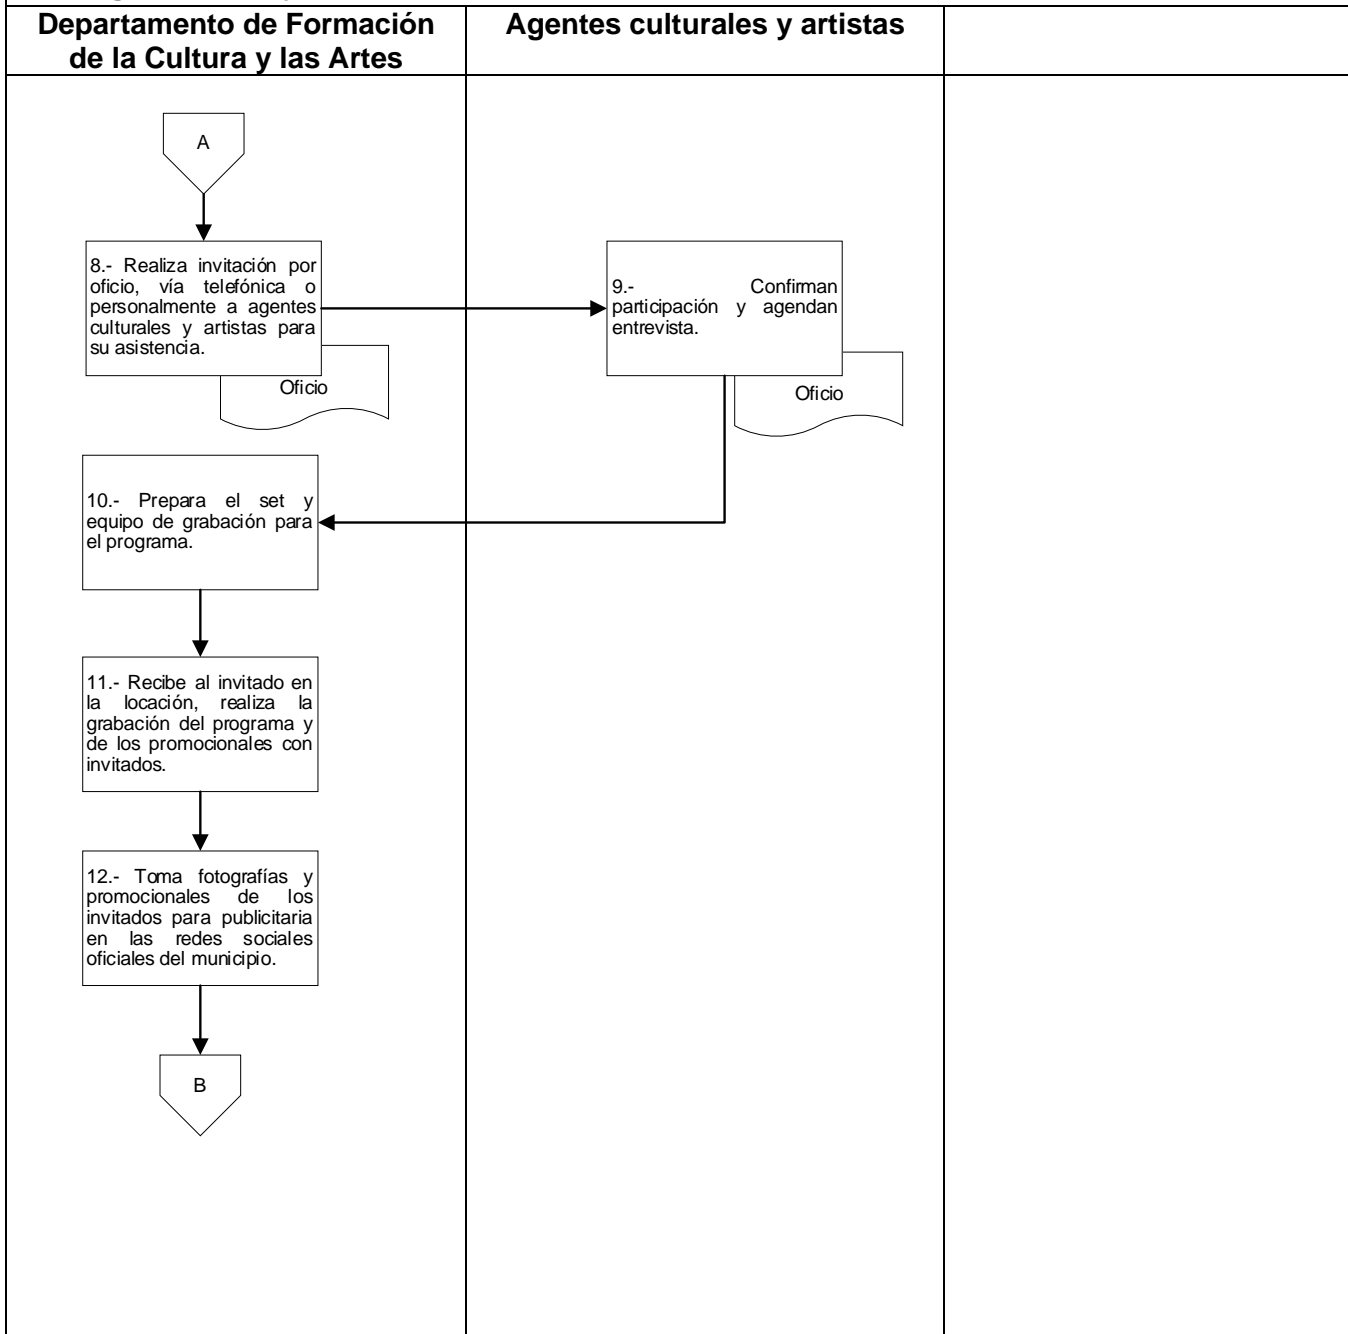 Departamento de Formación
de la Cultura y las Artes
Agentes culturales y artistas
A
8.- Realiza invitación por
oficio, vía telefónica o
personalmente a agentes
culturales y artistas para
su asistencia.
Oficio
9.- Confirman
participación y agendan
entrevista.
Oficio
10.- Prepara el set y
equipo de grabación para
el programa.
11.- Recibe al invitado en
la locación, realiza la
grabación del programa y
de los promocionales con
invitados.
12.- Toma fotografías y
promocionales de los
invitados para publicitaria
en las redes sociales
oficiales del municipio.
B